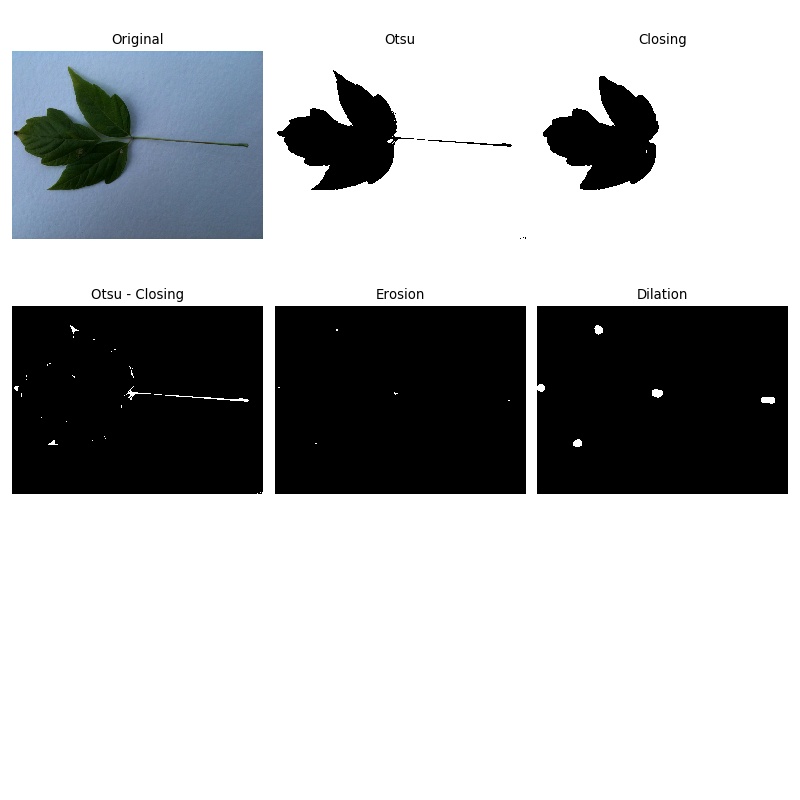 Original
Otsu
Closing
Otsu - Closing
Erosion
Dilation